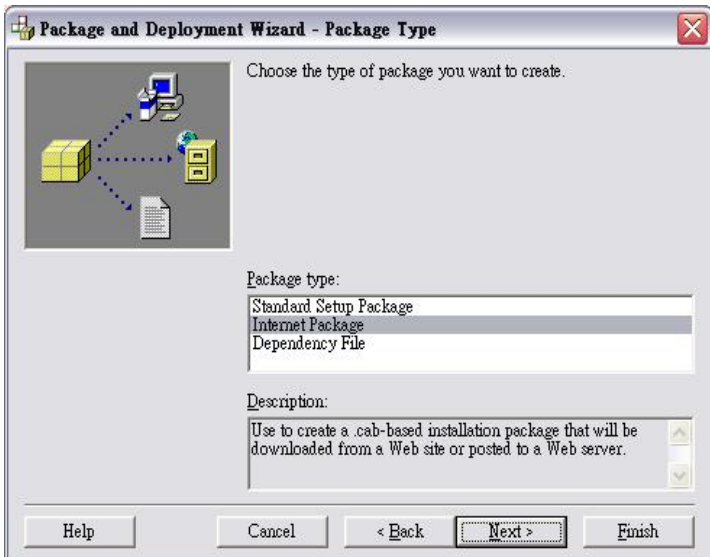 Package and Deployment Wizard - Package Type
Choose the type of package you want to create.
Package type:
Standard Setup Package
Internet Package
Dependency File
Description:
Use to create a .cab-based installation package that will be
downloaded from a Web site or posted to a Web server.
Help
Cancel
< Back
Next >
Finish